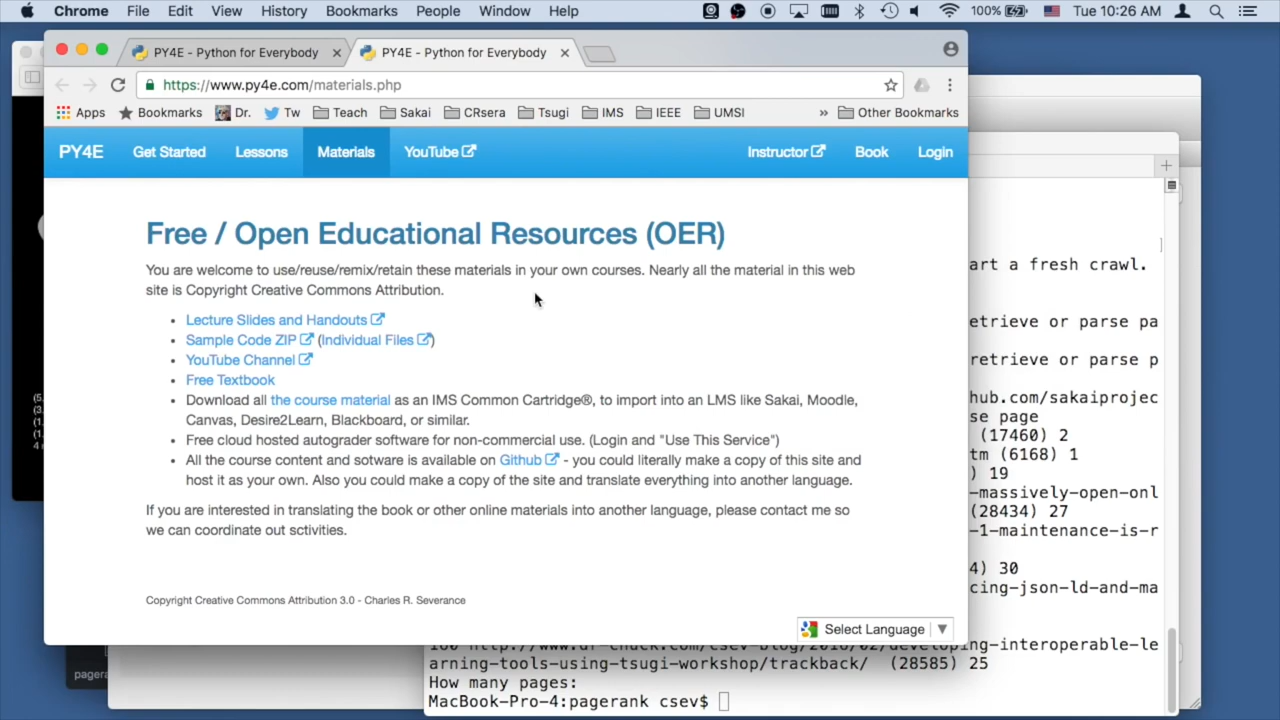 Chrome File Edit View History Bookmarks People Window Help 100% Tue 10:26 AM
PY4E - Python for Everybody PY4E - Python for Everybody
https://www.py4e.com/materials.php
Apps Bookmarks Dr. Tw Teach Sakai CRsera Tsugi IMS IEEE UMSI » Other Bookmarks
PY4E Get Started Lessons Materials YouTube Instructor Book Login
Free / Open Educational Resources (OER)
You are welcome to use/reuse/remix/retain these materials in your own courses. Nearly all the material in this web
site is Copyright Creative Commons Attribution.
• Lecture Slides and Handouts
• Sample Code ZIP (Individual Files)
• YouTube Channel
• Free Textbook
• Download all the course material as an IMS Common Cartridge®, to import into an LMS like Sakai, Moodle,
Canvas, Desire2Learn, Blackboard, or similar.
• Free cloud hosted autograder software for non-commercial use. (Login and "Use This Service")
• All the course content and sotware is available on Github - you could literally make a copy of this site and
host it as your own. Also you could make a copy of the site and translate everything into another language.
If you are interested in translating the book or other online materials into another language, please contact me so
we can coordinate out sctivities.
Copyright Creative Commons Attribution 3.0 - Charles R. Severance
Select Language ▼
art a fresh crawl.
etrieve or parse pa
retrieve or parse p
hub.com/sakaiprojec
se page
(17460) 2
tm (6168) 1
) 19
-massively-open-onl
(28434) 27
-1-maintenance-is-r
4) 30
cing-json-ld-and-ma
developing-interoperable-le
arning-tools-using-tsugi-workshop/trackback/ (28585) 25
How many pages:
MacBook-Pro-4:pagerank csev$
(5.
(3.
(1.
(1.
4
pagera